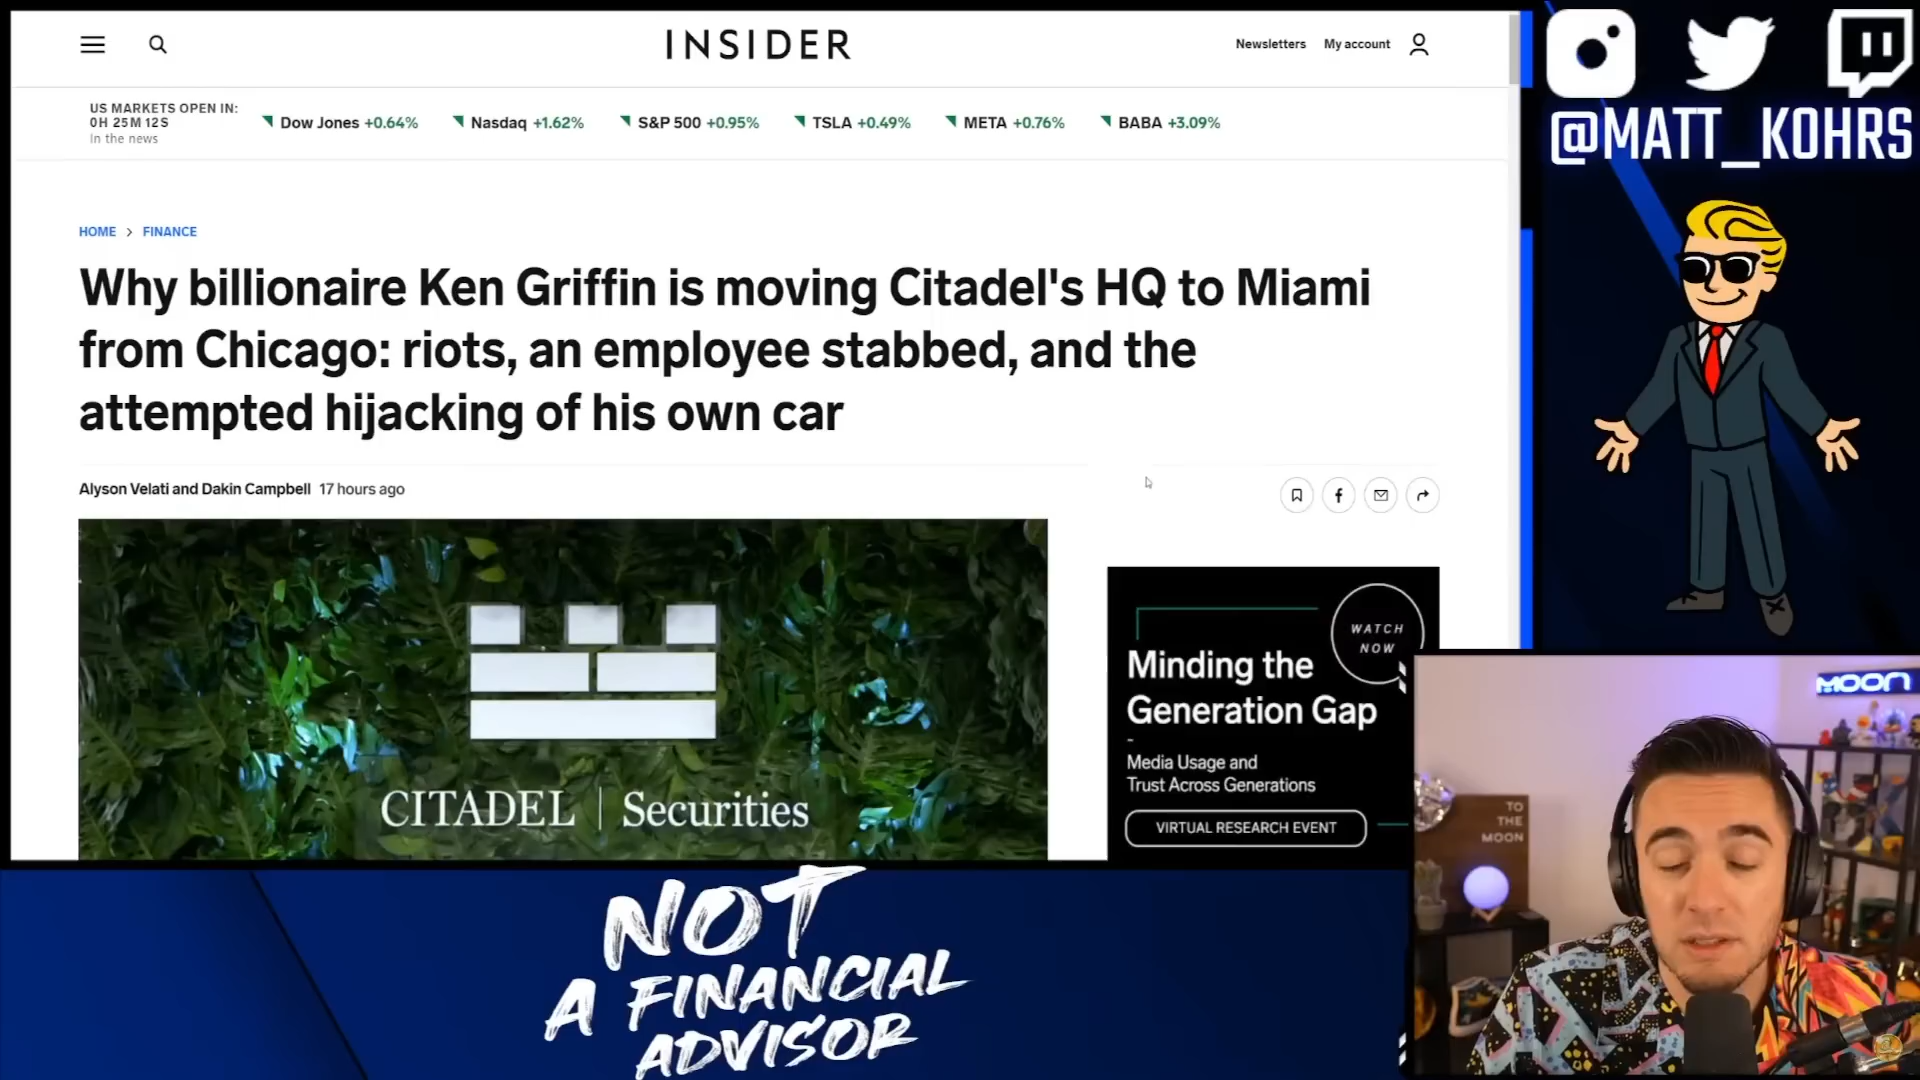 INSIDER
Newsletters My account
US MARKETS OPEN IN:
0H 25M 12S
In the news
Dow Jones +0.64%
Nasdaq +1.62%
S&P 500 +0.95%
TSLA +0.49%
META +0.76%
BABA +3.09%
@MATT_KOHRS
HOME > FINANCE
Why billionaire Ken Griffin is moving Citadel's HQ to Miami
from Chicago: riots, an employee stabbed, and the
attempted hijacking of his own car
Alyson Velati and Dakin Campbell 17 hours ago
CITADEL | Securities
WATCH
NOW
Minding the
Generation Gap
-
Media Usage and
Trust Across Generations
VIRTUAL RESEARCH EVENT
MOON
TO
THE
MOON
NOT
A FINANCIAL
ADVISOR